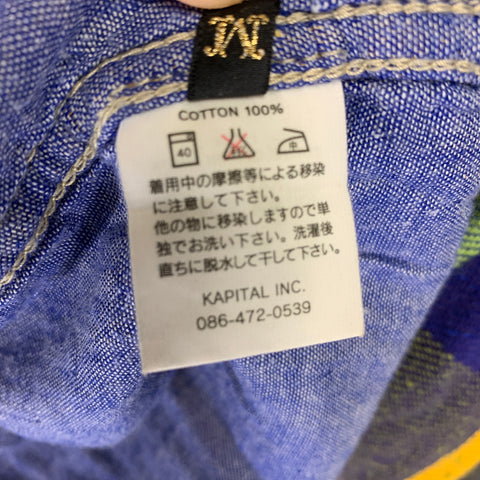 M
COTTON 100%
40
中
着用中の摩擦等による移染
に注意して下さい。
他の物に移染しますので単
独でお洗い下さい。洗濯後
直ちに脱水して干して下さい。
KAPITAL INC.
086-472-0539